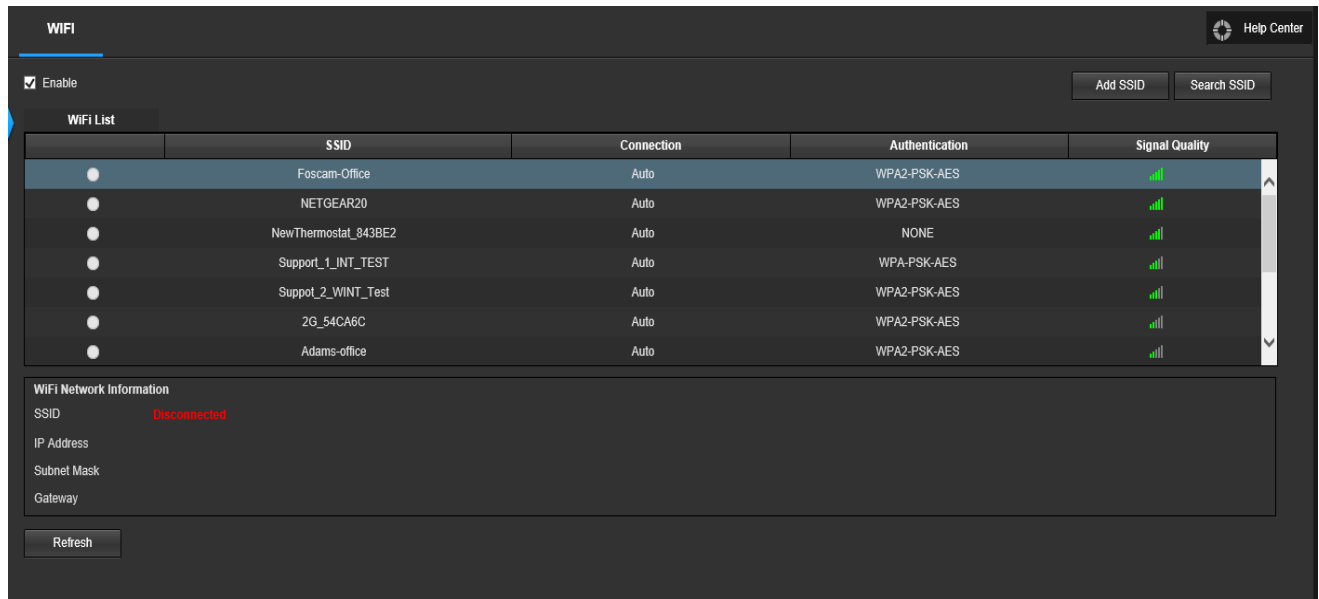 WIFI
Help Center
Enable
Add SSID Search SSID
WiFi List
SSID Connection Authentication Signal Quality
Foscam-Office Auto WPA2-PSK-AES
NETGEAR20 Auto WPA2-PSK-AES
NewThermostat_843BE2 Auto NONE
Support_1_INT_TEST Auto WPA-PSK-AES
Suppot_2_WINT_Test Auto WPA2-PSK-AES
2G_54CA6C Auto WPA2-PSK-AES
Adams-office Auto WPA2-PSK-AES
WiFi Network Information
SSID Disconnected
IP Address
Subnet Mask
Gateway
Refresh